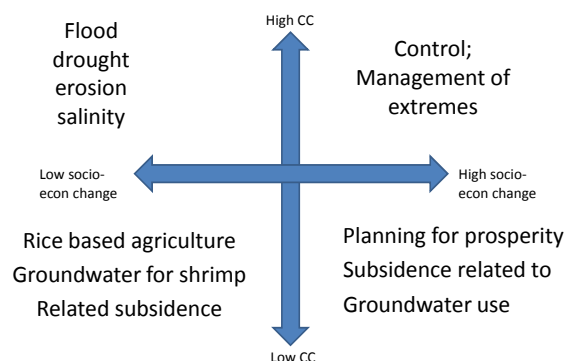 High CC
Flood
drought
erosion
salinity
Control;
Management of
extremes
Low socio-
econ change
High socio-
econ change
Rice based agriculture
Groundwater for shrimp
Related subsidence
Planning for prosperity
Subsidence related to
Groundwater use
Low CC